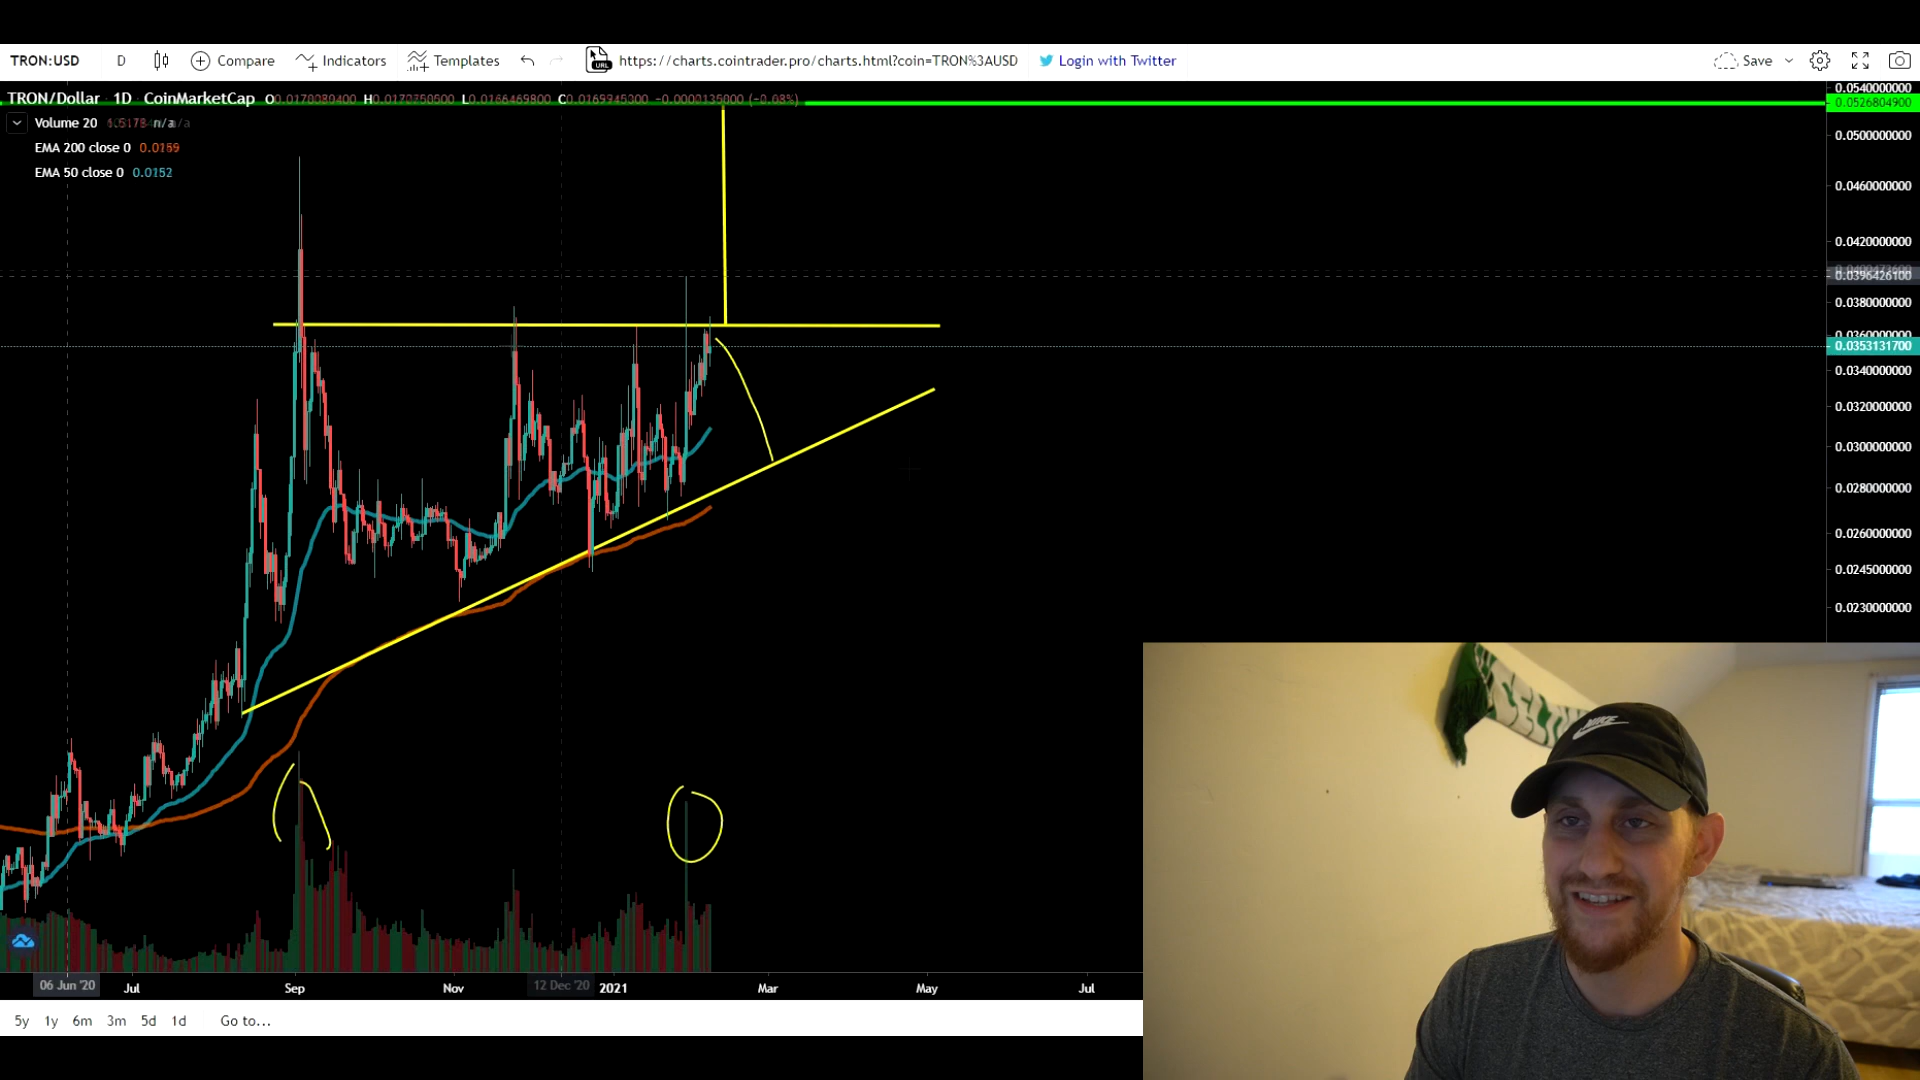 TRON:USD D Compare Indicators Templates https://charts.cointrader.pro/charts.html?coin=TRON%3AUSD Login with Twitter Save
TRON/Dollar 1D CoinMarketCap
Volume 20 n/a
EMA 200 close 0 0.0159
EMA 50 close 0 0.0152
0.0540000000
0.0526804900
0.0500000000
0.0460000000
0.0420000000
0.0396426100
0.0380000000
0.0360000000
0.0353131700
0.0340000000
0.0320000000
0.0300000000
0.0280000000
0.0260000000
0.0245000000
0.0230000000
NIKE
06 Jun '20 Jul Sep Nov 12 Dec '20 2021 Mar May Jul
5y 1y 6m 3m 5d 1d Go to...